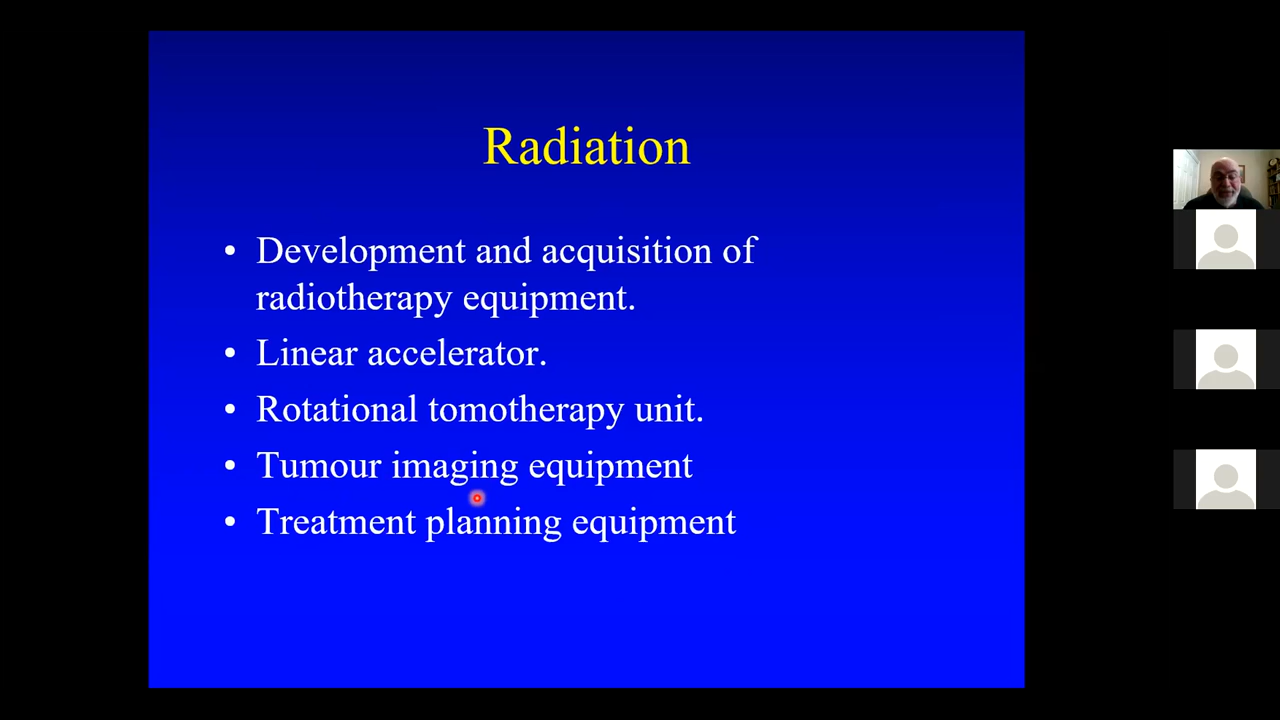 Radiation
• Development and acquisition of
radiotherapy equipment.
• Linear accelerator.
• Rotational tomotherapy unit.
• Tumour imaging equipment
• Treatment planning equipment